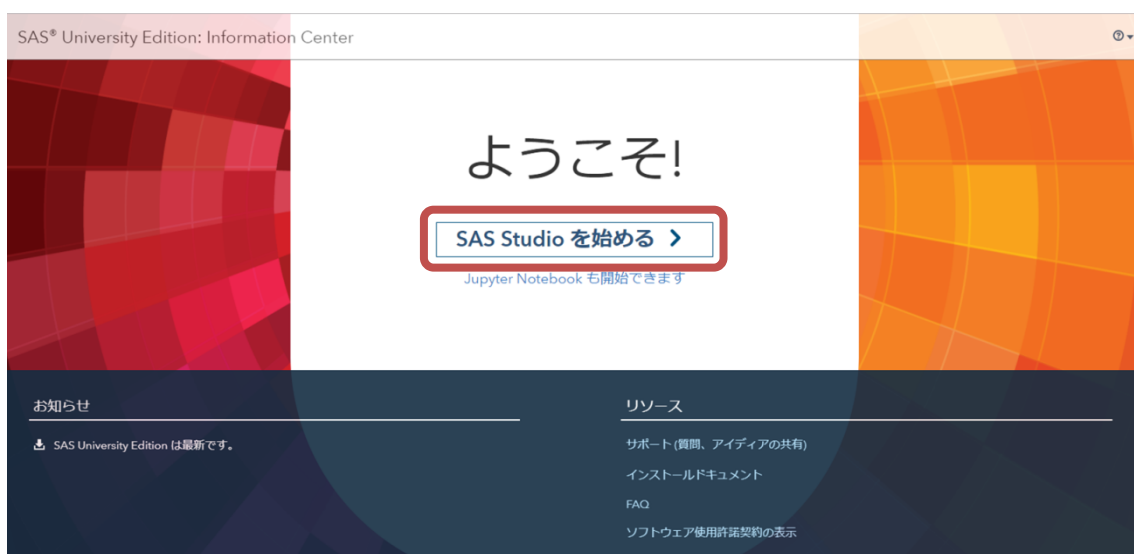 SAS® University Edition: Information Center
ようこそ!
SAS Studio を始める
Jupyter Notebook も開始できます
お知らせ
SAS University Edition は最新です。
リソース
サポート (質問、アイディアの共有)
インストールドキュメント
FAQ
ソフトウェア使用許諾契約の表示